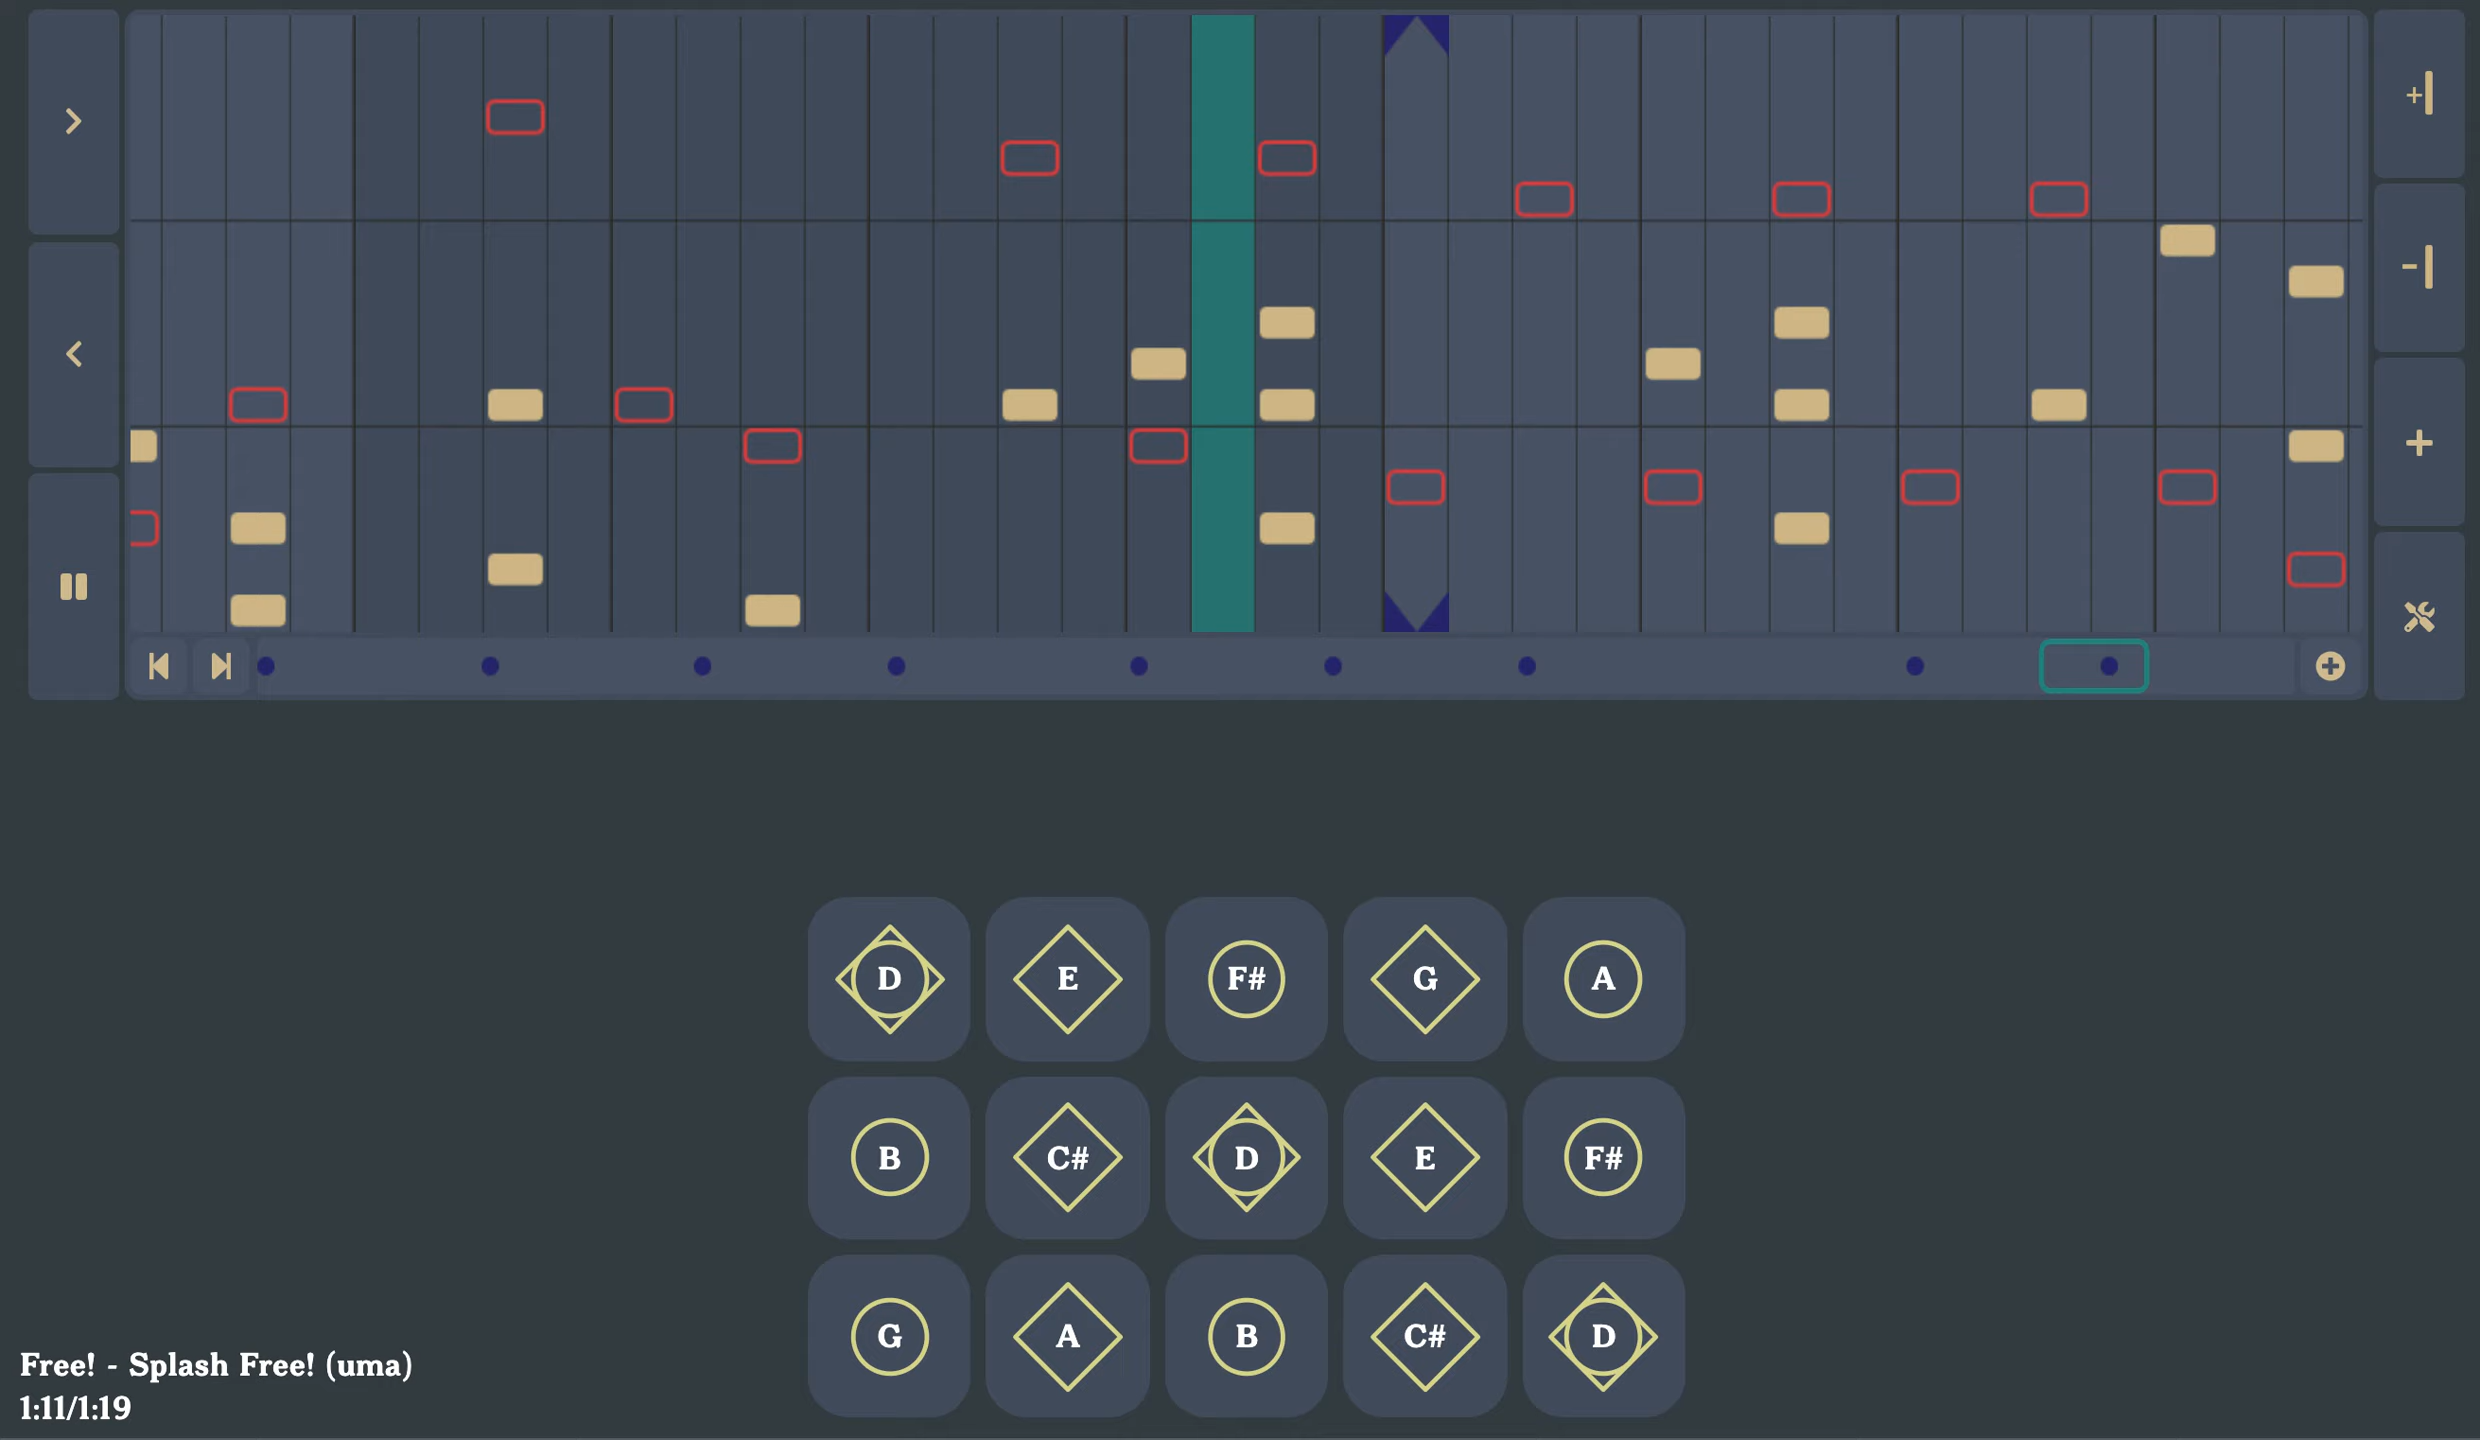 D E F# G A
B C# D E F#
G A B C# D
Free! - Splash Free! (uma)
1:11/1:19